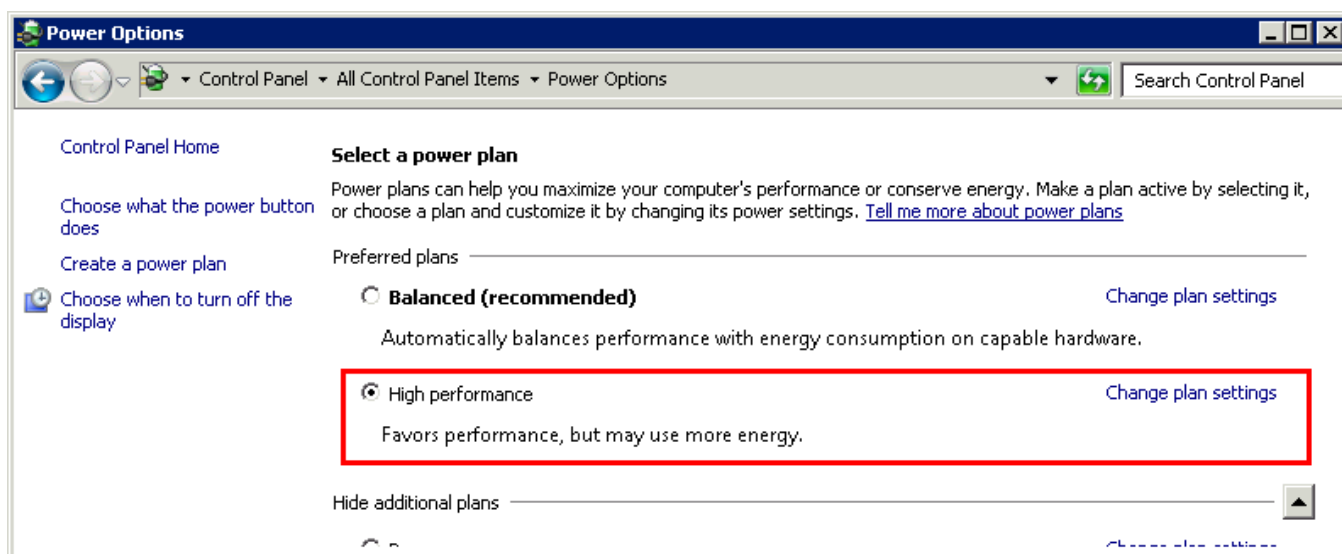 Power Options
Control Panel All Control Panel Items Power Options
Search Control Panel
Control Panel Home
Choose what the power button
does
Create a power plan
Choose when to turn off the
display
Select a power plan
Power plans can help you maximize your computer's performance or conserve energy. Make a plan active by selecting it,
or choose a plan and customize it by changing its power settings. Tell me more about power plans
Preferred plans
Balanced (recommended) Change plan settings
Automatically balances performance with energy consumption on capable hardware.
High performance Change plan settings
Favors performance, but may use more energy.
Hide additional plans